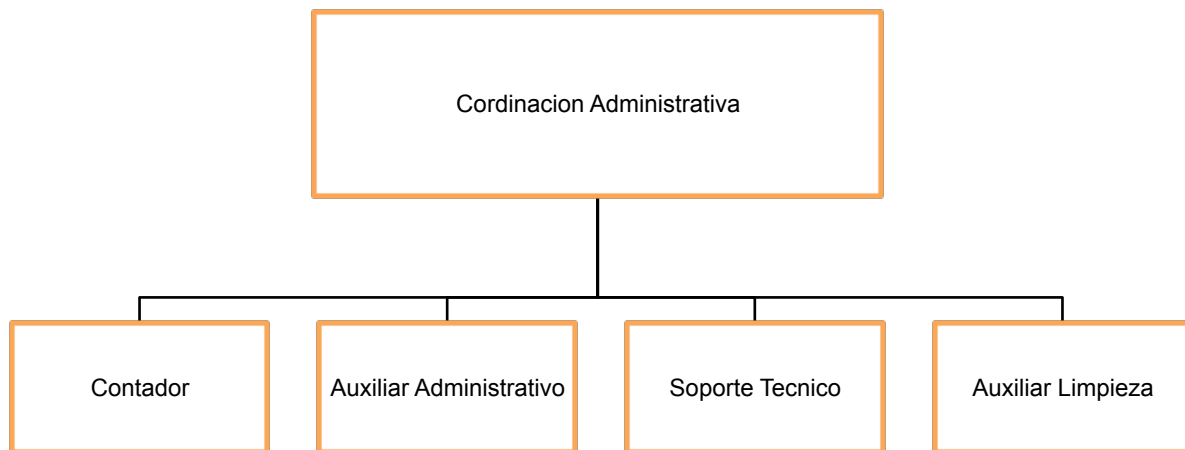 Cordinacion Administrativa
Contador
Auxiliar Administrativo
Soporte Tecnico
Auxiliar Limpieza